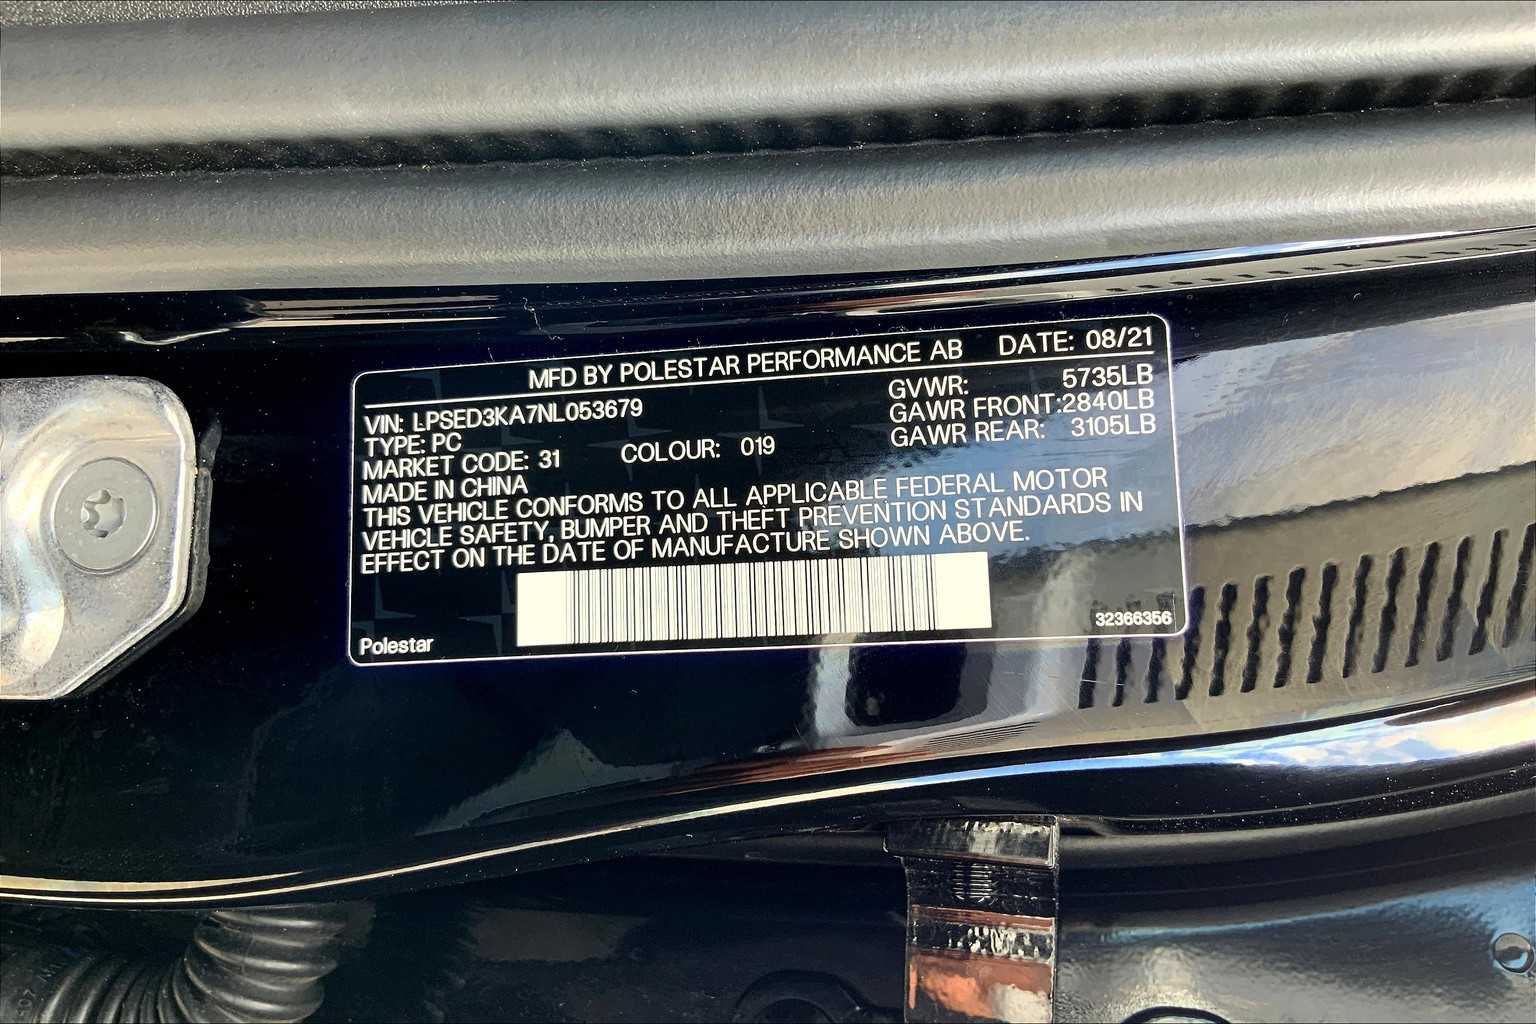 MFD BY POLESTAR PERFORMANCE AB DATE: 08/21
VIN: LPSED3KA7NL053679 GVWR: 5735LB
TYPE: PC GAWR FRONT:2840LB
MARKET CODE: 31 COLOUR: 019 GAWR REAR: 3105LB
MADE IN CHINA
THIS VEHICLE CONFORMS TO ALL APPLICABLE FEDERAL MOTOR
VEHICLE SAFETY, BUMPER AND THEFT PREVENTION STANDARDS IN
EFFECT ON THE DATE OF MANUFACTURE SHOWN ABOVE.
Polestar 32366356